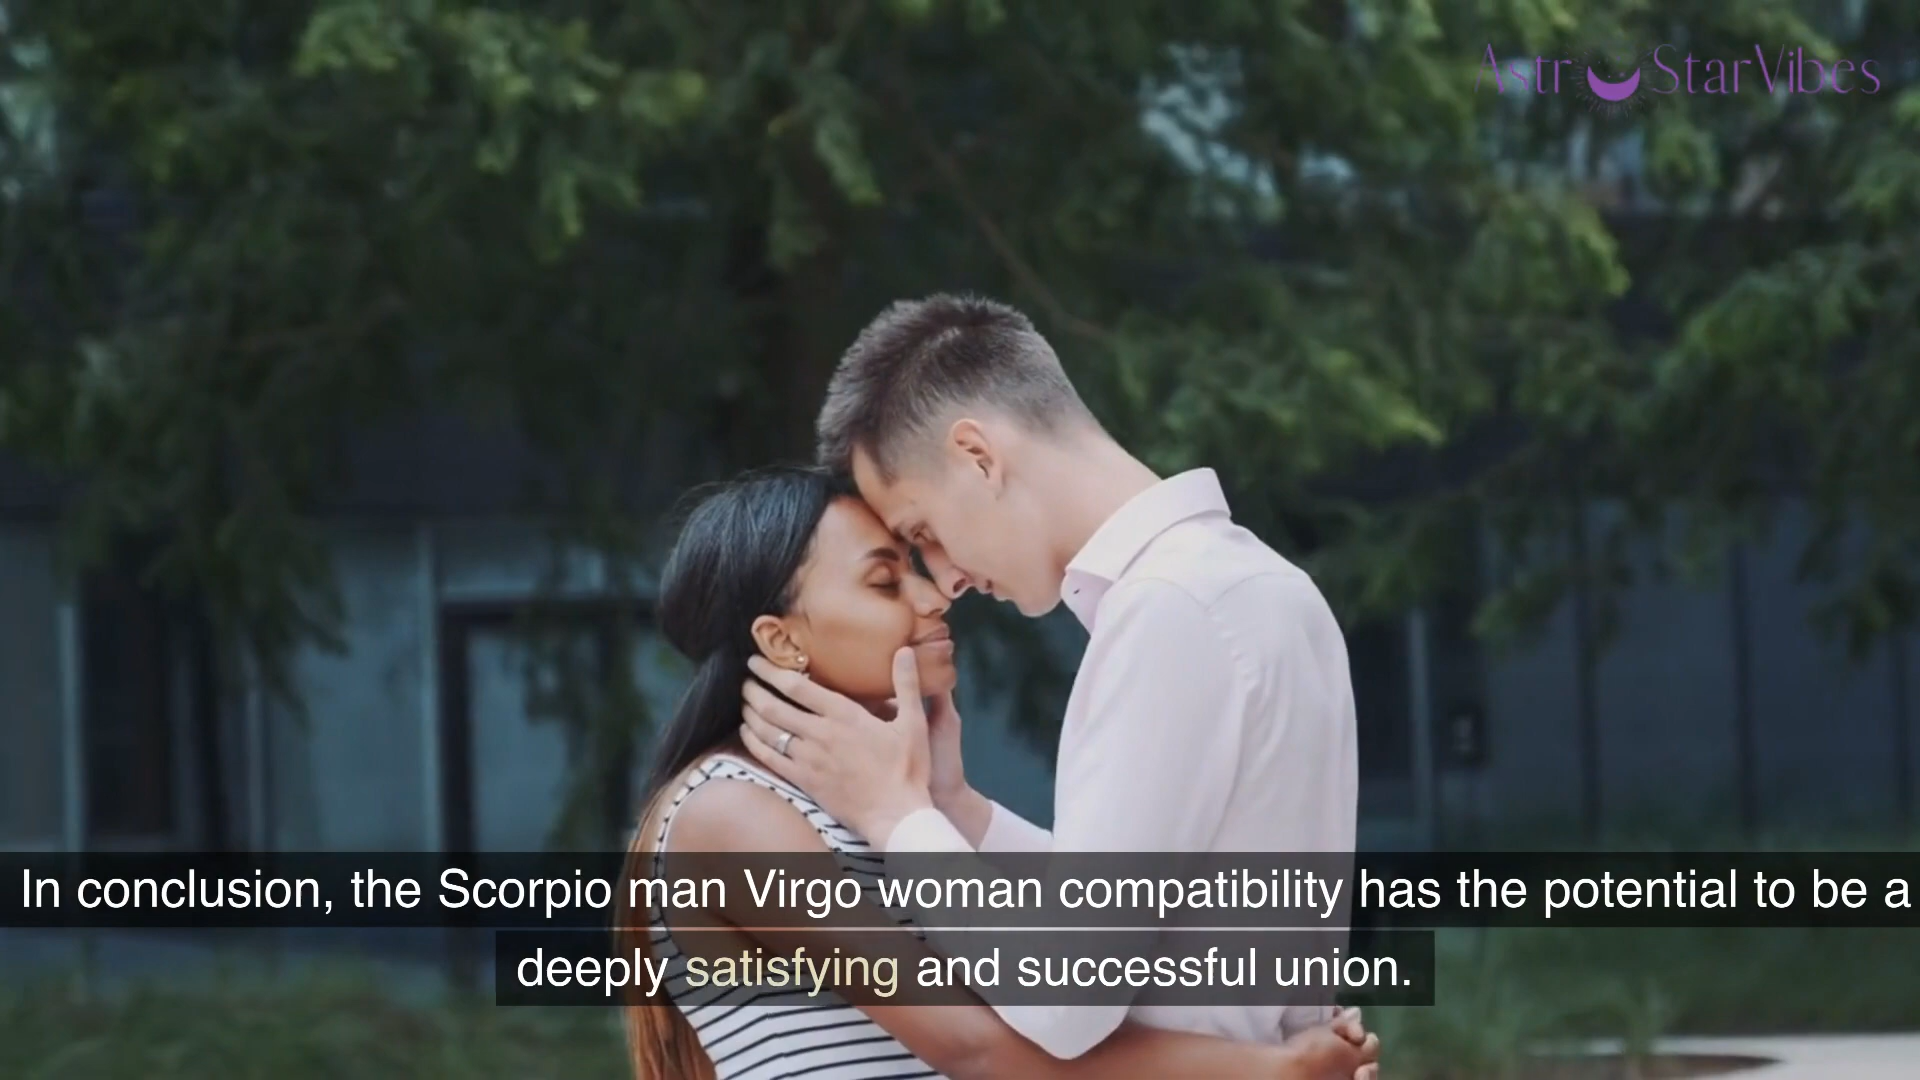 AstroStarVibes
In conclusion, the Scorpio man Virgo woman compatibility has the potential to be a
deeply satisfying and successful union.